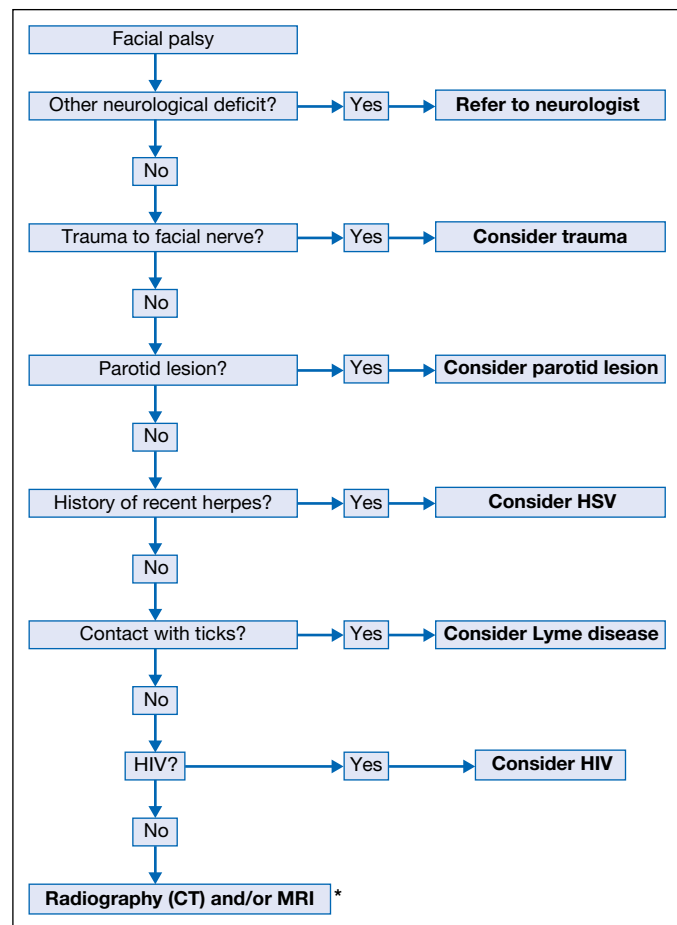 Facial palsy
Other neurological deficit? Yes Refer to neurologist
No
Trauma to facial nerve? Yes Consider trauma
No
Parotid lesion? Yes Consider parotid lesion
No
History of recent herpes? Yes Consider HSV
No
Contact with ticks? Yes Consider Lyme disease
No
HIV? Yes Consider HIV
No
Radiography (CT) and/or MRI *